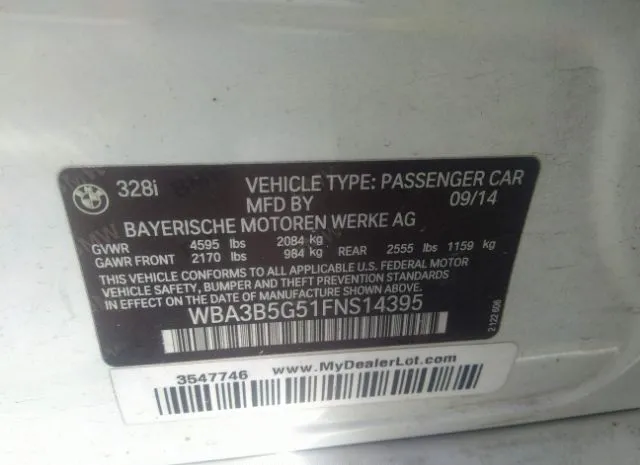 328i VEHICLE TYPE: PASSENGER CAR
MFD BY 09/14
BAYERISCHE MOTOREN WERKE AG
GVWR 4595 lbs 2084 kg
GAWR FRONT 2170 lbs 984 kg REAR 2555 lbs 1159 kg
THIS VEHICLE CONFORMS TO ALL APPLICABLE U.S. FEDERAL MOTOR
VEHICLE SAFETY, BUMPER AND THEFT PREVENTION STANDARDS
IN EFFECT ON THE DATE OF MANUFACTURE SHOWN ABOVE.
WBA3B5G51FNS14395
2122 606
3547746 www.MyDealerLot.com